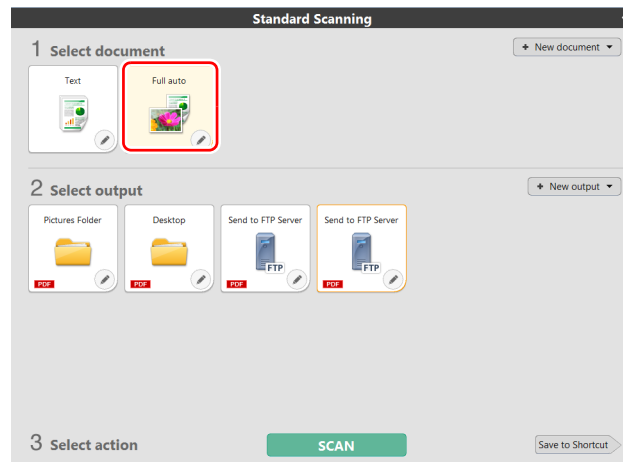 Standard Scanning
1 Select document
+ New document
Text
Full auto
2 Select output
+ New output
Pictures Folder
Desktop
Send to FTP Server
Send to FTP Server
PDF
PDF
FTP
PDF
FTP
PDF
3 Select action
SCAN
Save to Shortcut